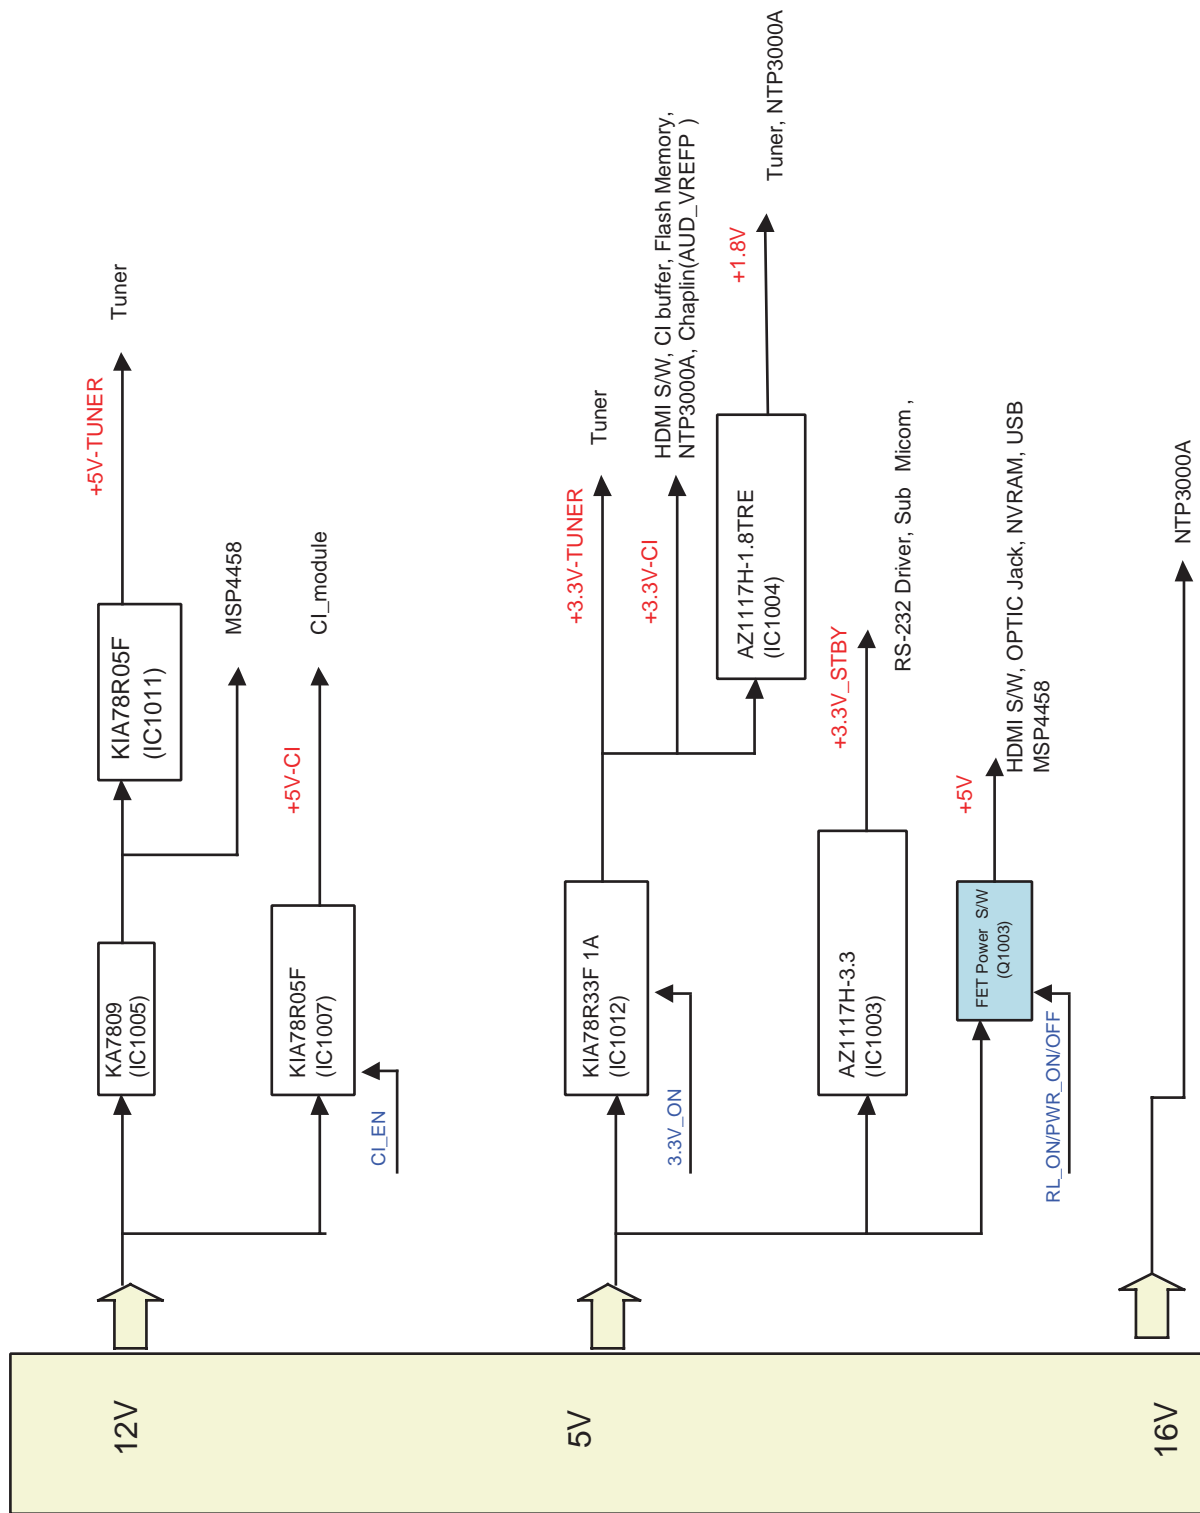 12V
KA7809
(IC1005)
KIA78R05F
(IC1011)
+5V-TUNER
Tuner
MSP4458
CI_EN
KIA78R05F
(IC1007)
+5V-CI
CI_module
5V
3.3V_ON
KIA78R33F 1A
(IC1012)
+3.3V-TUNER
Tuner
+3.3V-CI
HDMI S/W, CI buffer, Flash Memory,
NTP3000A, Chaplin(AUD_VREFP )
AZ1117H-1.8TRE
(IC1004)
+1.8V
Tuner, NTP3000A
AZ1117H-3.3
(IC1003)
+3.3V_STBY
RS-232 Driver, Sub Micom ,
RL_ON/PWR_ON/OFF
FET Power S/W
(Q1003)
+5V
HDMI S/W, OPTIC Jack, NVRAM, USB
MSP4458
16V
NTP3000A